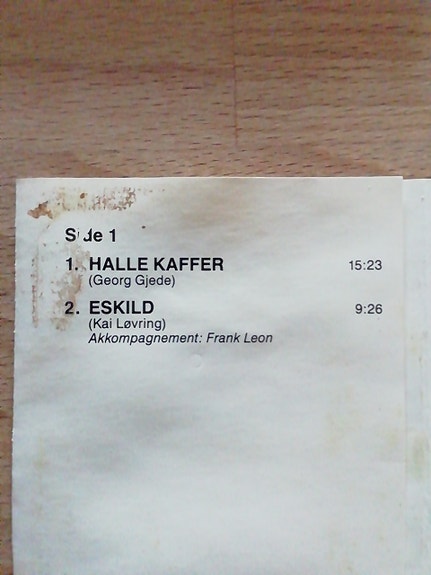 Side 1
1. HALLE KAFFER 15:23
(Georg Gjede)
2. ESKILD 9:26
(Kai Løvring)
Akkompagnement: Frank Leon